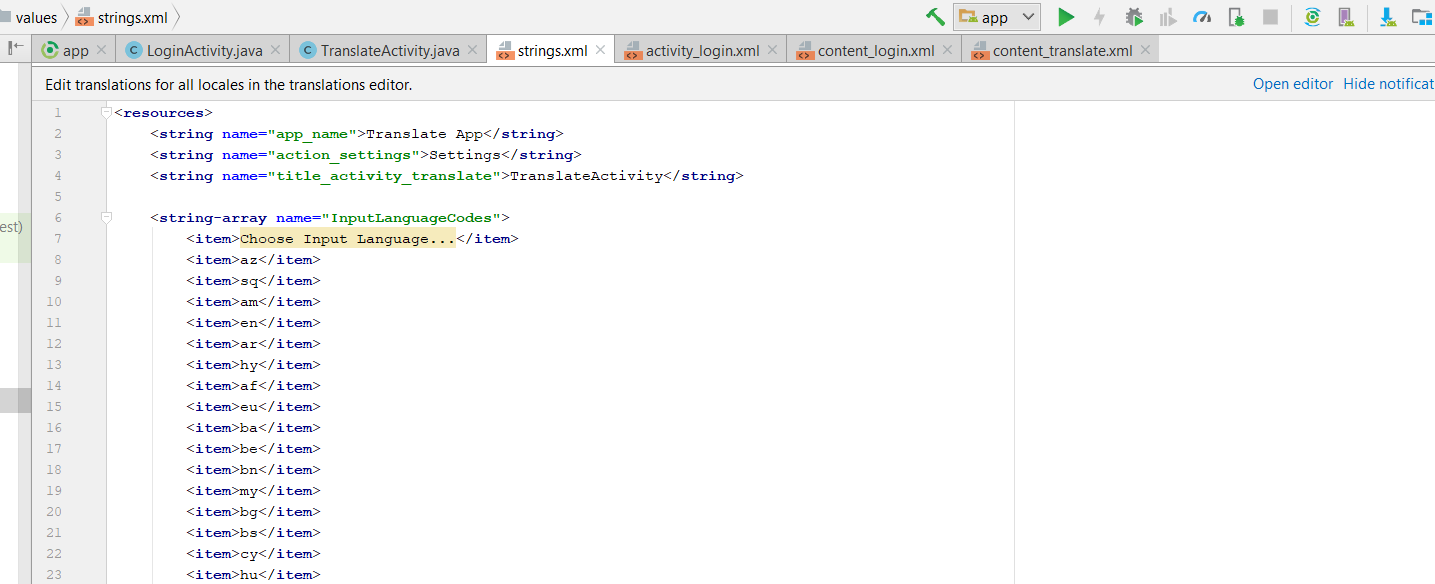 values strings.xml app
app LoginActivity.java TranslateActivity.java strings.xml activity_login.xml content_login.xml content_translate.xml
Edit translations for all locales in the translations editor. Open editor Hide notificat
1 <resources>
2 <string name="app_name">Translate App</string>
3 <string name="action_settings">Settings</string>
4 <string name="title_activity_translate">TranslateActivity</string>
5
6 <string-array name="InputLanguageCodes">
est)
7 <item>Choose Input Language...</item>
8 <item>az</item>
9 <item>sq</item>
10 <item>am</item>
11 <item>en</item>
12 <item>ar</item>
13 <item>hy</item>
14 <item>af</item>
15 <item>eu</item>
16 <item>ba</item>
17 <item>be</item>
18 <item>bn</item>
19 <item>my</item>
20 <item>bg</item>
21 <item>bs</item>
22 <item>cy</item>
23 <item>hu</item>